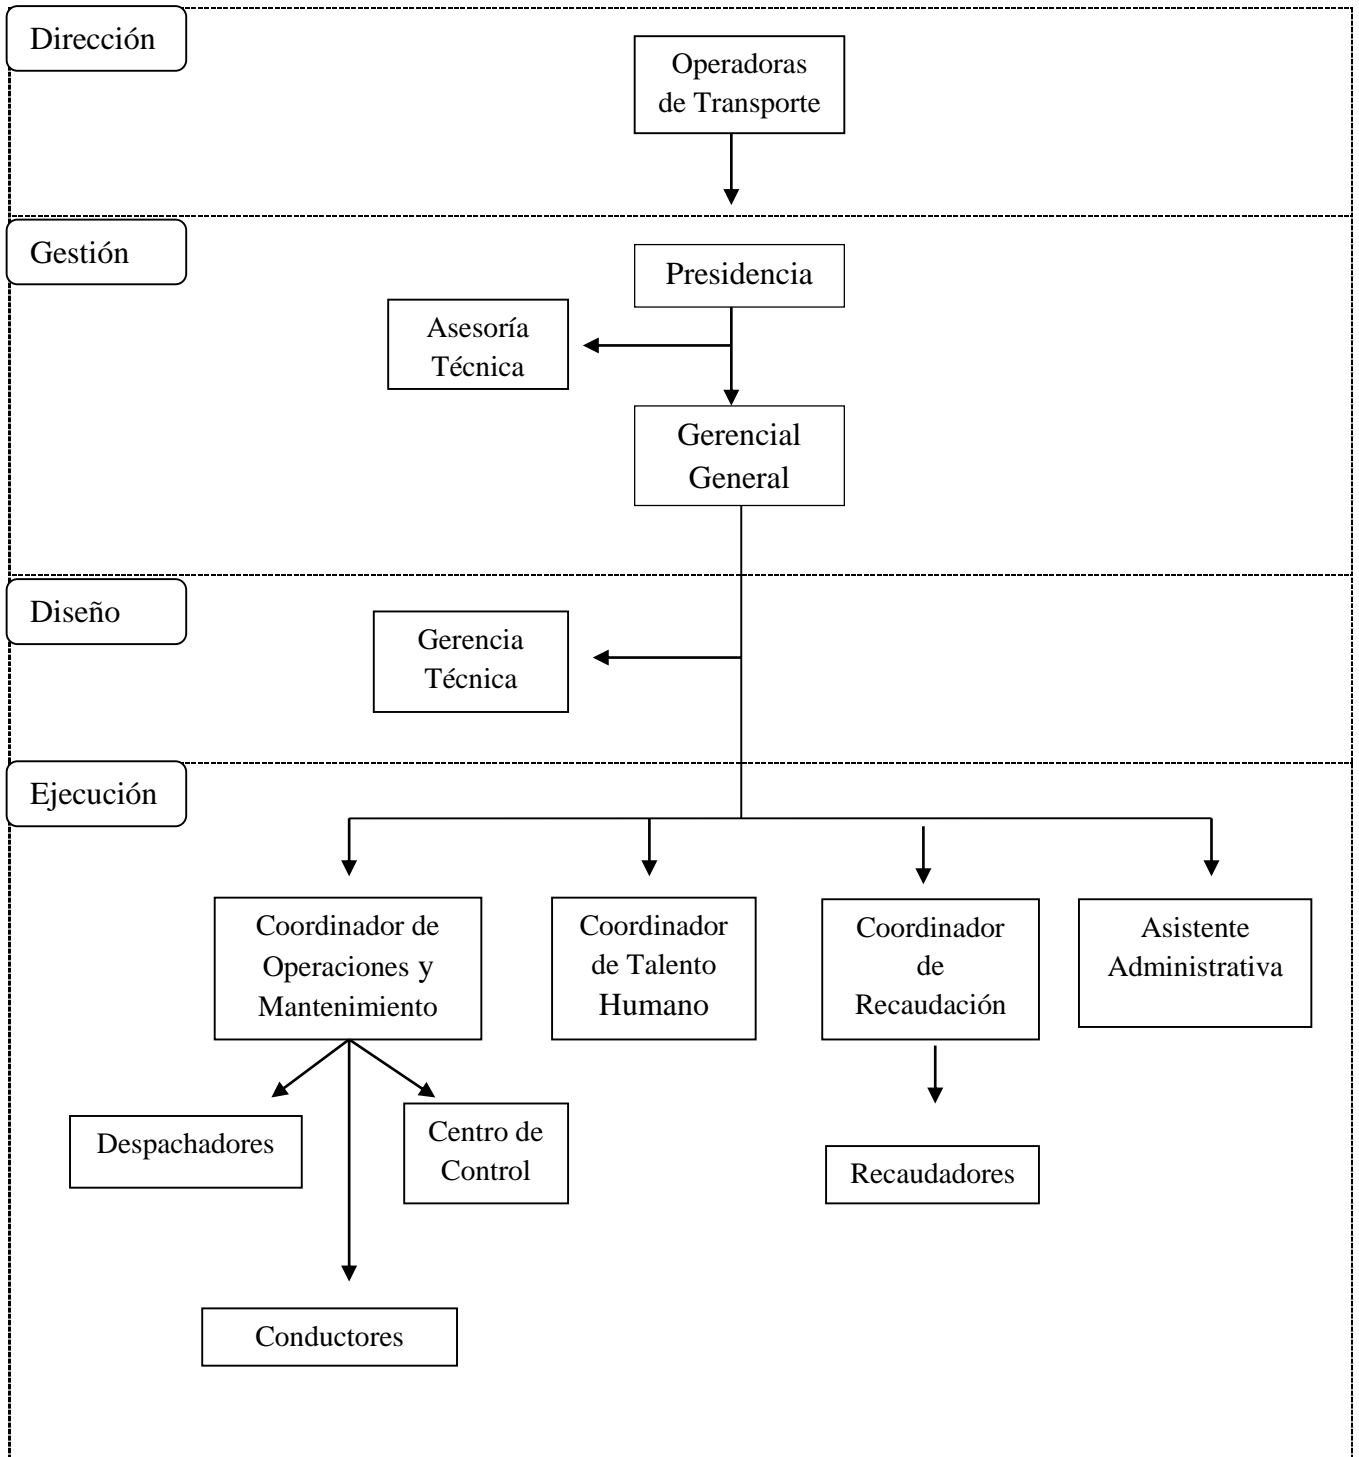 Dirección
Operadoras
de Transporte
Gestión
Presidencia
Asesoría
Técnica
Gerencial
General
Diseño
Gerencia
Técnica
Ejecución
Coordinador de
Operaciones y
Mantenimiento
Coordinador
de Talento
Humano
Coordinador
de
Recaudación
Asistente
Administrativa
Despachadores
Centro de
Control
Recaudadores
Conductores